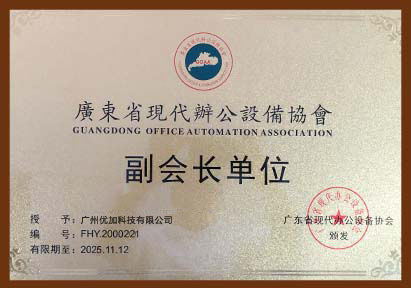 廣東省現代辦公設備協會
GUANGDONG OFFICE AUTOMATION ASSOCIATION
副会长单位
授 予：广州优加科技有限公司
编 号：FHY.2000221
有限期至：2025.11.12
广东省现代办公设备协会
颁发